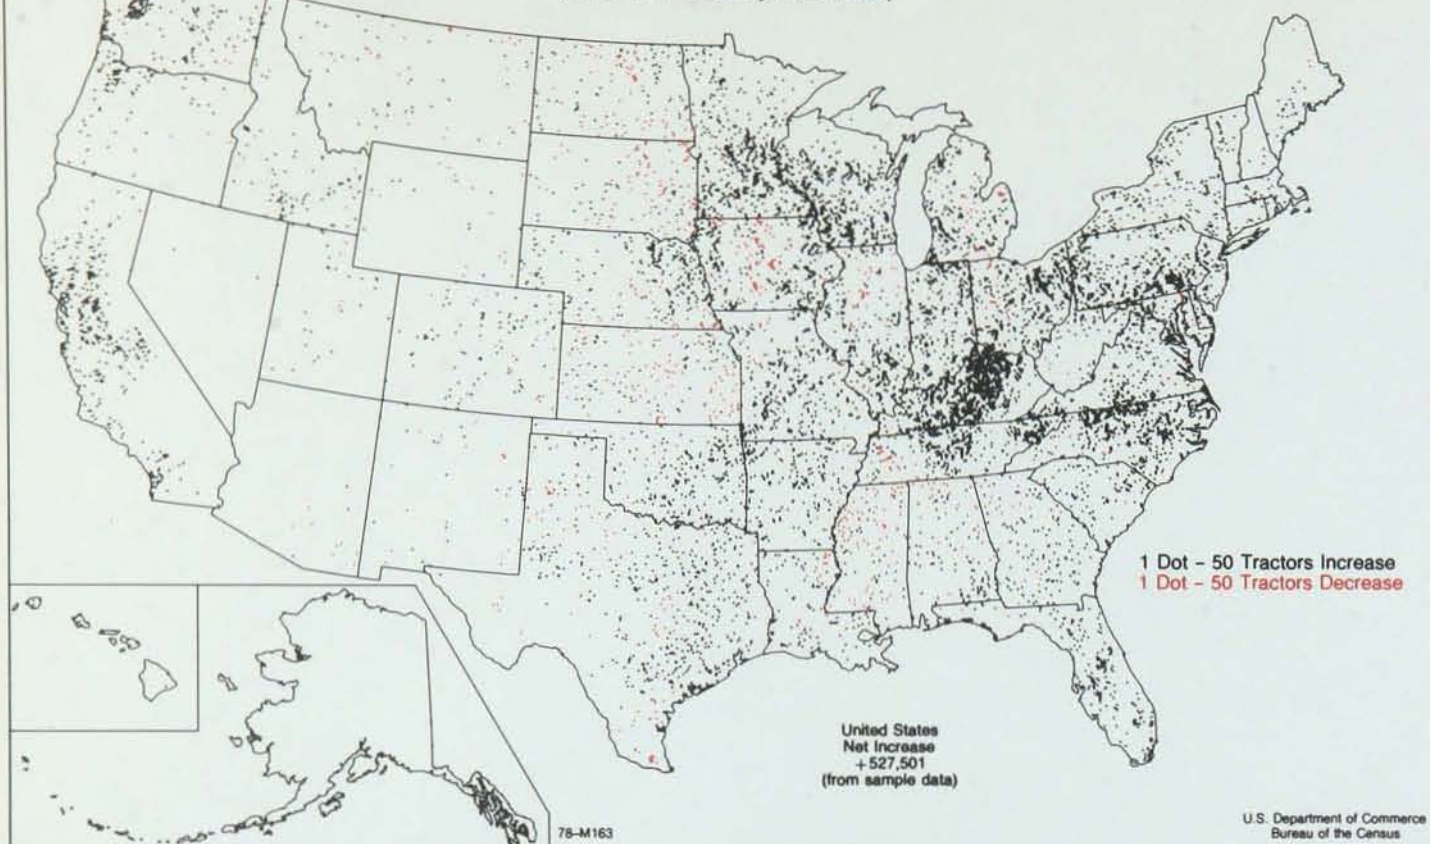 1 Dot – 50 Tractors Increase
1 Dot – 50 Tractors Decrease
United States
Net Increase
+527,501
(from sample data)
78–M163
U.S. Department of Commerce
Bureau of the Census